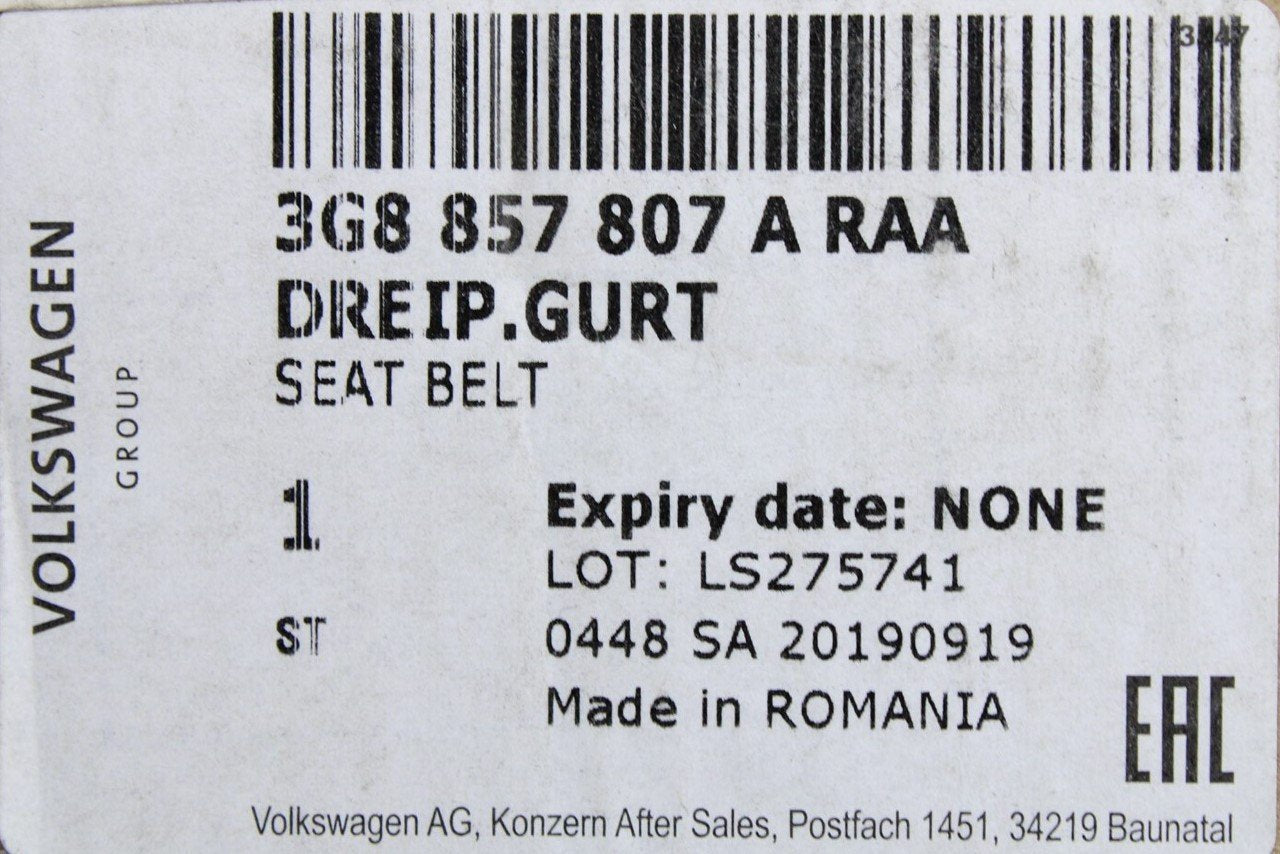 3G8 857 807 A RAA
DREIP.GURT
SEAT BELT
VOLKSWAGEN
GROUP
1
Expiry date: NONE
LOT: LS275741
ST
0448 SA 20190919
Made in ROMANIA
EAC
Volkswagen AG, Konzern After Sales, Postfach 1451, 34219 Baunatal